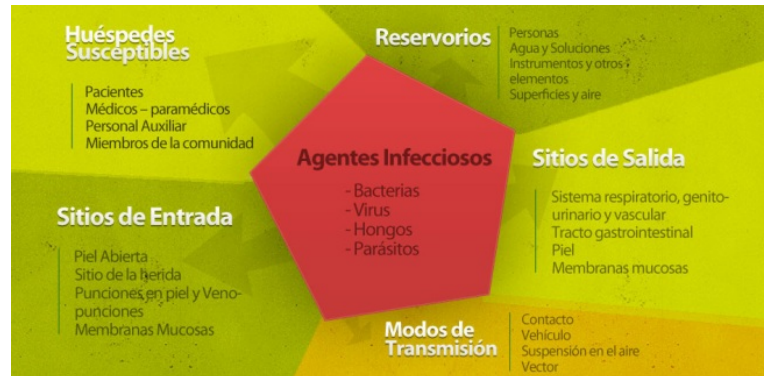 Huéspedes
Susceptibles
Pacientes
Médicos – paramédicos
Personal Auxiliar
Miembros de la comunidad
Reservorios
Personas
Agua y Soluciones
Instrumentos y otros
elementos
Superficies y aire
Agentes Infecciosos
- Bacterias
- Virus
- Hongos
- Parásitos
Sitios de Salida
Sistema respiratorio, genito-
urinario y vascular
Tracto gastrointestinal
Piel
Membranas mucosas
Sitios de Entrada
Piel Abierta
Sitio de la herida
Punciones en piel y Veno-
punciones
Membranas Mucosas
Modos de
Transmisión
Contacto
Vehículo
Suspensión en el aire
Vector